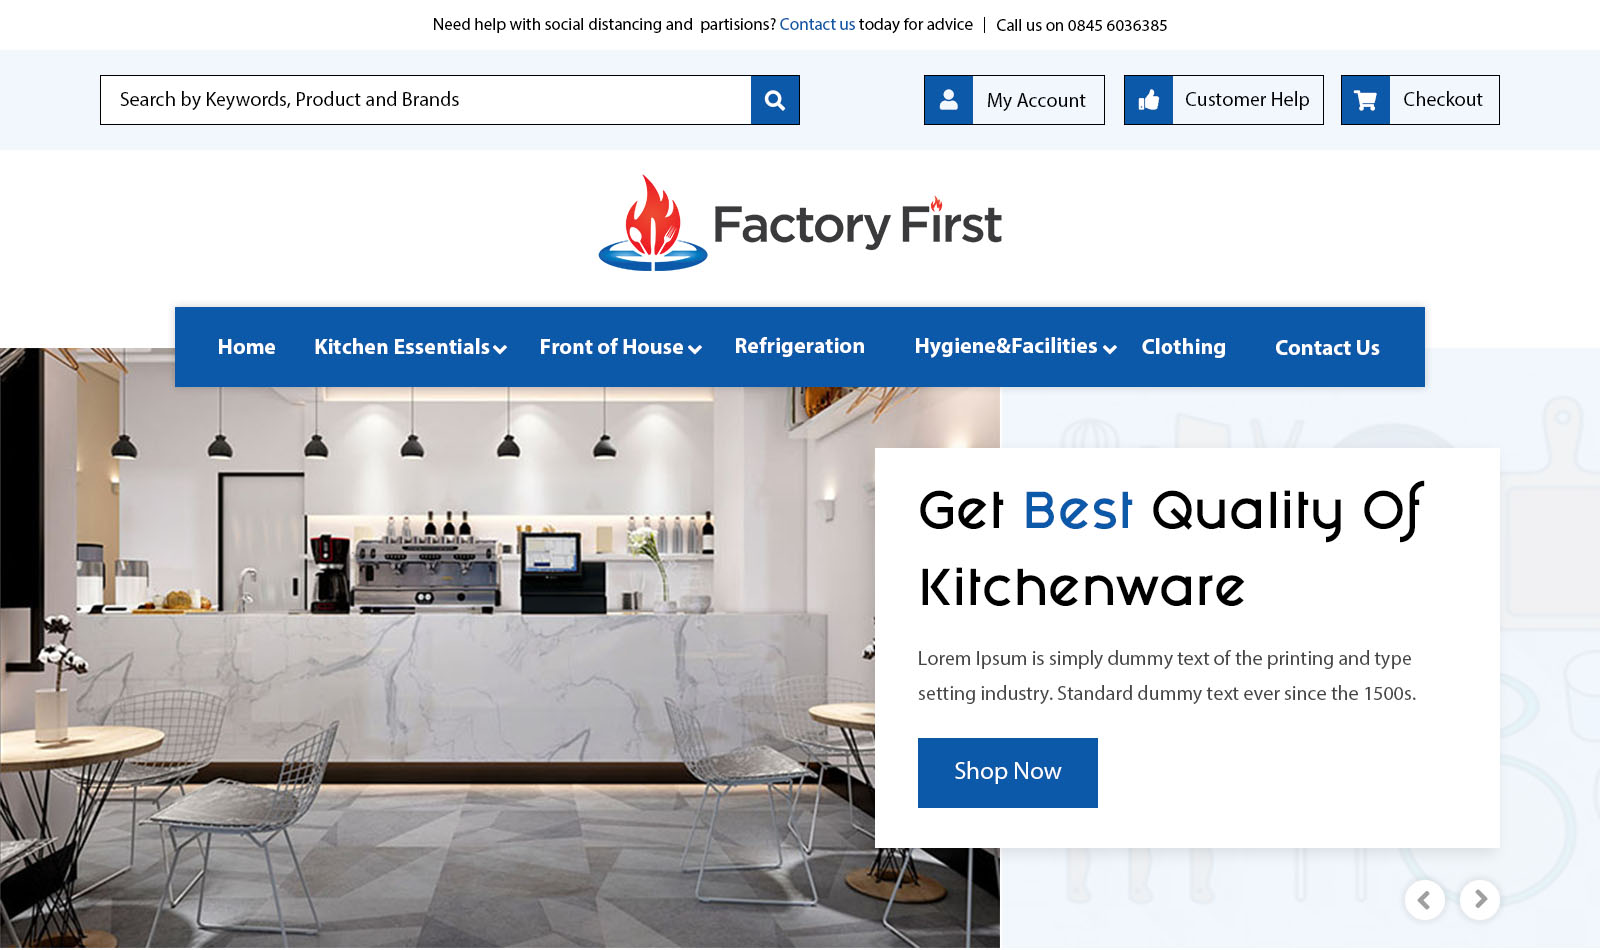 Need help with social distancing and partisions? Contact us today for advice | Call us on 0845 6036385
Search by Keywords, Product and Brands
My Account
Customer Help
Checkout
Factory First
Home
Kitchen Essentials
Front of House
Refrigeration
Hygiene&Facilities
Clothing
Contact Us
Get Best Quality Of
Kitchenware
Lorem Ipsum is simply dummy text of the printing and type
setting industry. Standard dummy text ever since the 1500s.
Shop Now